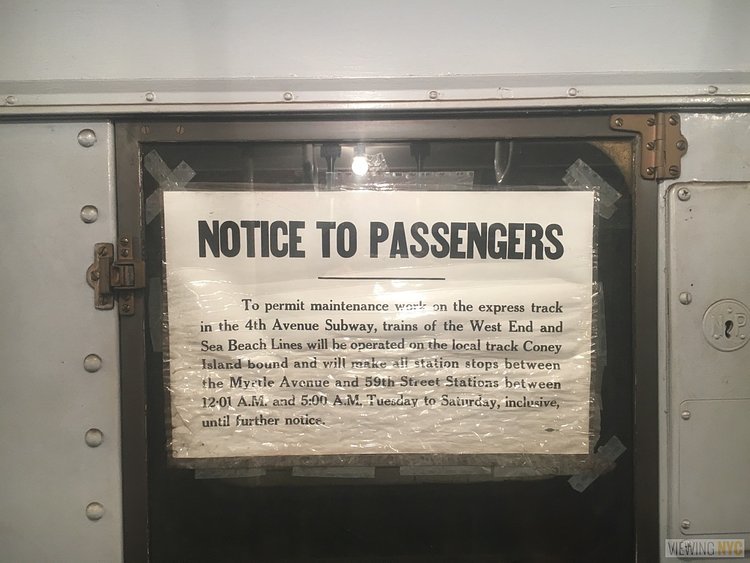 NOTICE TO PASSENGERS
To permit maintenance work on the express track
in the 4th Avenue Subway, trains of the West End and
Sea Beach Lines will be operated on the local track Coney
Island bound and will make all station stops between
the Myrtle Avenue and 59th Street Stations between
12:01 A.M. and 5:00 A.M. Tuesday to Saturday, inclusive,
until further notice.
VIEWING NYC